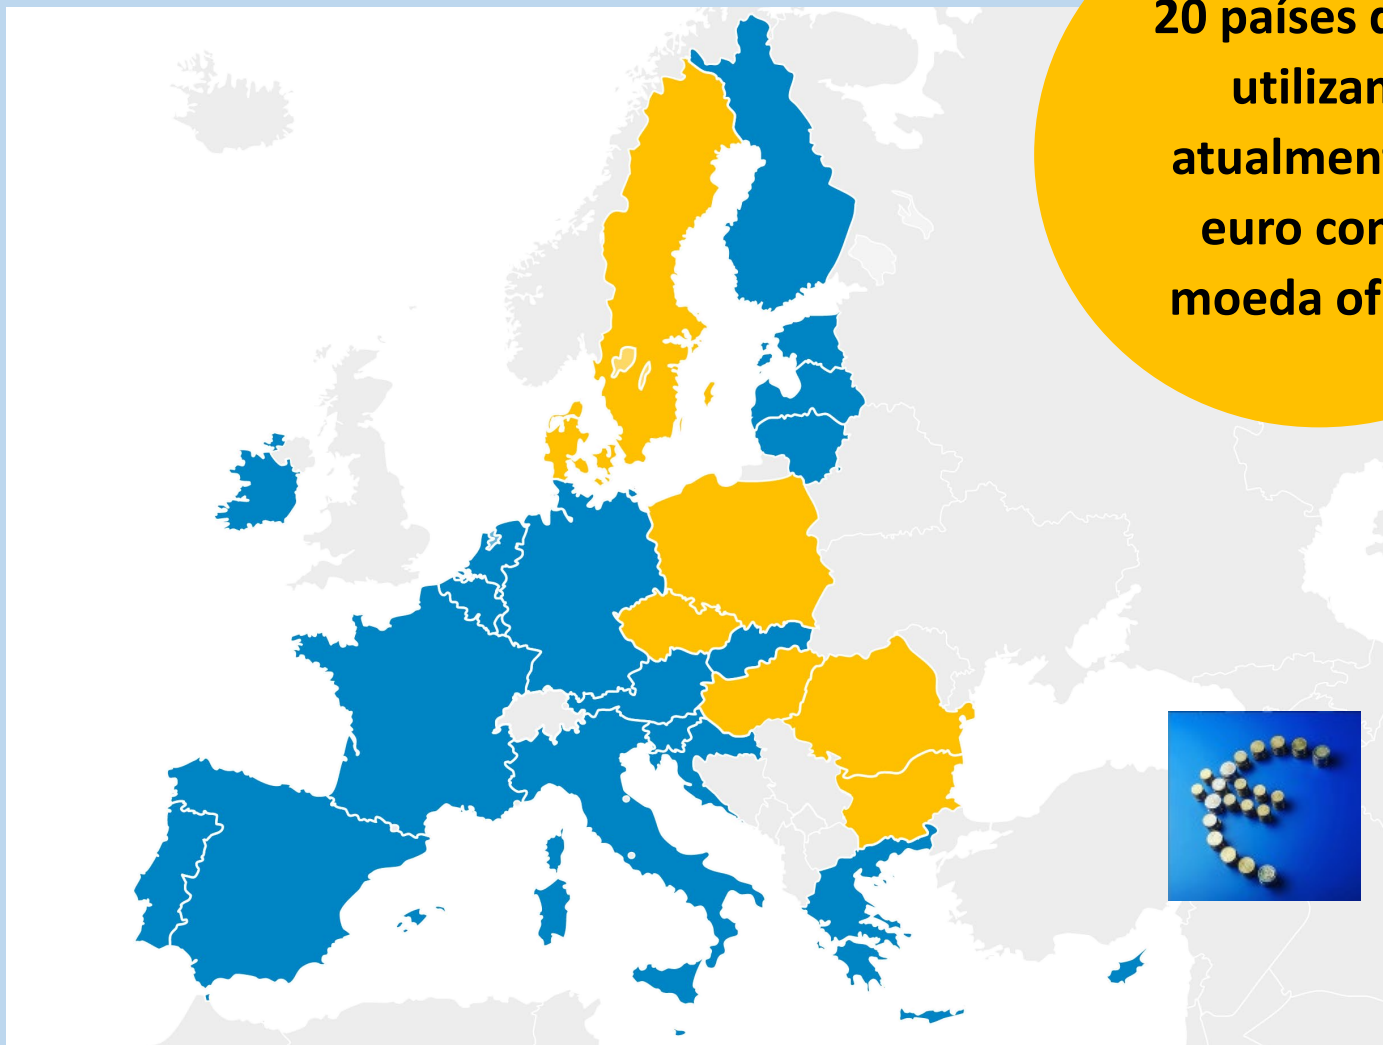 20 países
utilizam
atualmen
euro co
moeda of